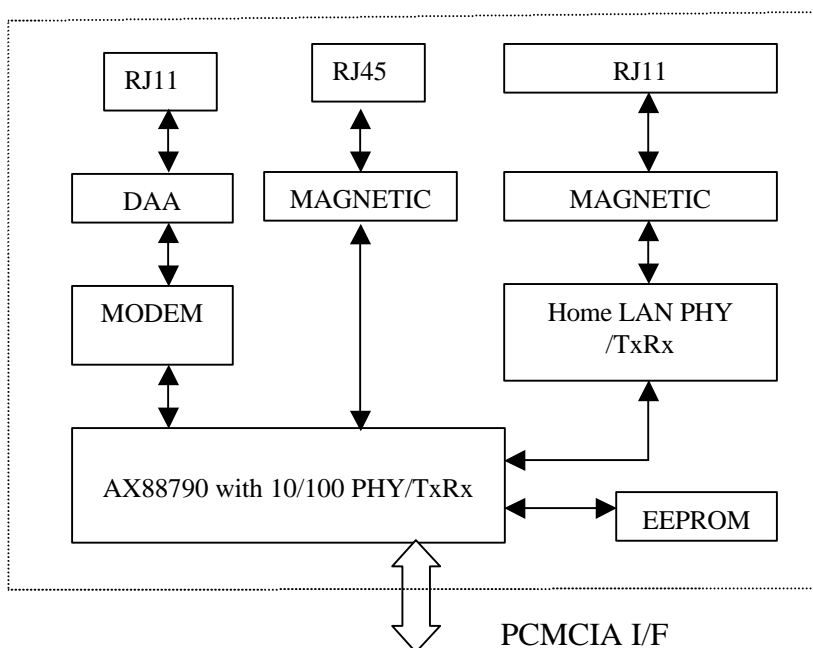 RJ11
RJ45
RJ11
DAA
MAGNETIC
MAGNETIC
MODEM
Home LAN PHY
/TxRx
AX88790 with 10/100 PHY/TxRx
EEPROM
PCMCIA I/F